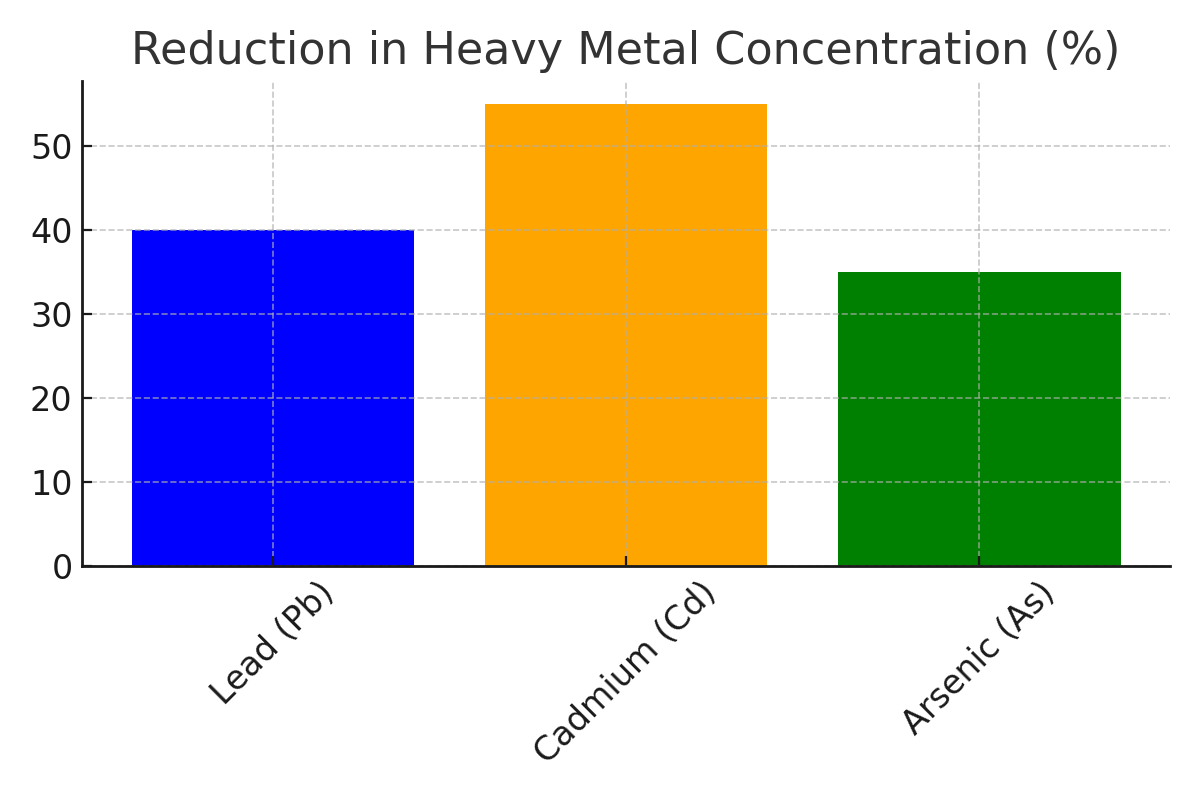 Reduction in Heavy Metal Concentration (%)
50
40
30
20
10
0
Lead (Pb)
Cadmium (Cd)
Arsenic (As)